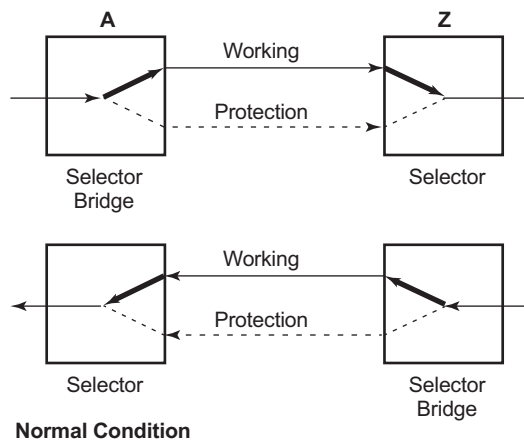 A Z
Working
Protection
Selector
Bridge
Selector
Working
Protection
Selector
Selector
Bridge
Normal Condition